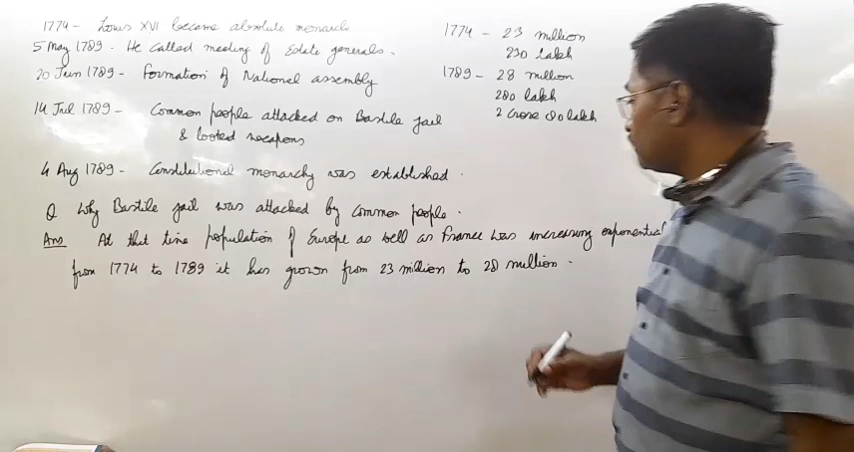 1774 - Louis XVI became absolute monarch
5 May 1789 - He called meeting of Estate generals.
20 Jun 1789 - Formation of National assembly
14 Jul 1789 - Common people attacked on Bastile jail
& looted weapons
4 Aug 1789 - Constitutional monarchy was established.
1774 - 23 million
230 lakh
1789 - 28 million
280 lakh
2 crore 80 lakh
Q Why Bastile jail was attacked by common people.
Ans At that time population of Europe as well as France was increasing exponential
from 1774 to 1789 it has grown from 23 million to 28 million.